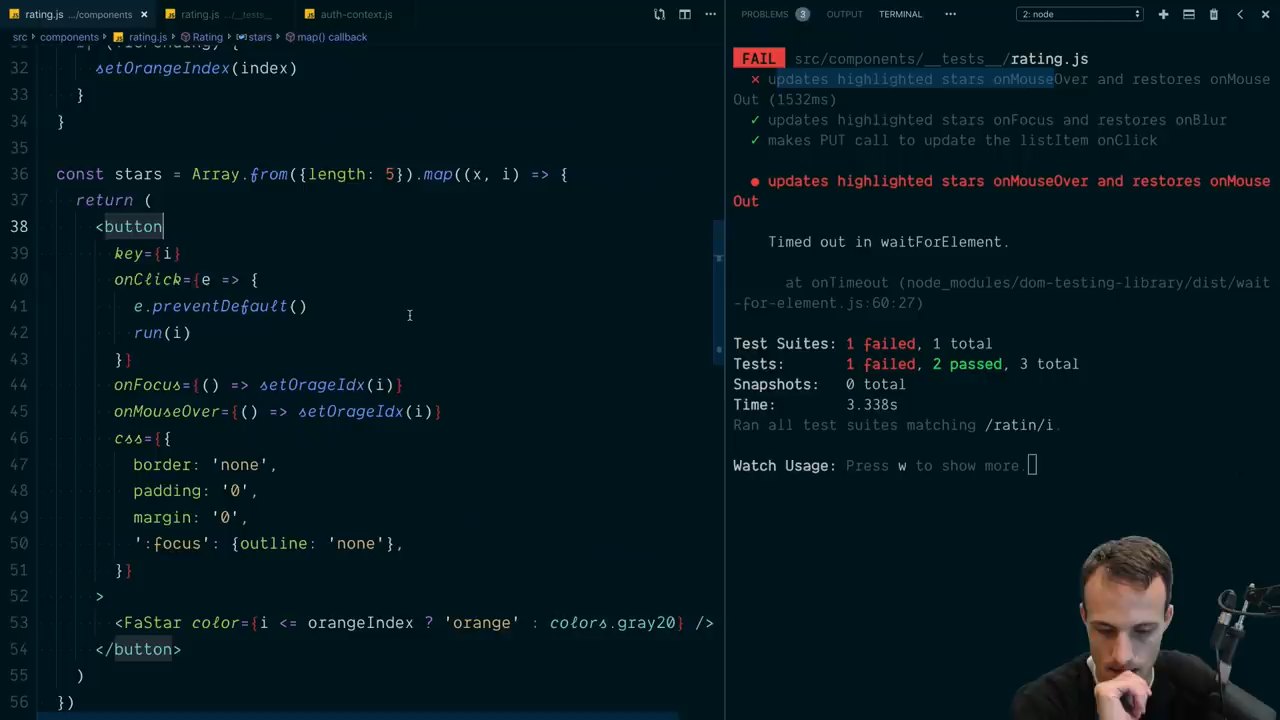 rating.js .../components
rating.js .../__tests__
auth-context.js
src
components
rating.js
Rating
stars
map() callback
32 setOrangeIndex(index)
33 }
34 }
35
36 const stars = Array.from({length: 5}).map((x, i) => {
37 return (
38 <button
39 key={i}
40 onClick={e => {
41 e.preventDefault()
42 run(i)
43 }}
44 onFocus={() => setOrageIdx(i)}
45 onMouseOver={() => setOrageIdx(i)}
46 css={{
47 border: 'none',
48 padding: '0',
49 margin: '0',
50 ':focus': {outline: 'none'},
51 }}
52 >
53 <FaStar color={i <= orangeIndex ? 'orange' : colors.gray20} />
54 </button>
55 )
56 })
PROBLEMS 3 OUTPUT TERMINAL
2: node
FAIL src/components/__tests__/rating.js
✕ updates highlighted stars onMouseOver and restores onMouse
Out (1532ms)
✓ updates highlighted stars onFocus and restores onBlur
✓ makes PUT call to update the listItem onClick
● updates highlighted stars onMouseOver and restores onMouse
Out
Timed out in waitForElement.
at onTimeout (node_modules/dom-testing-library/dist/wait
-for-element.js:60:27)
Test Suites: 1 failed, 1 total
Tests: 1 failed, 2 passed, 3 total
Snapshots: 0 total
Time: 3.338s
Ran all test suites matching /ratin/i.
Watch Usage: Press w to show more.